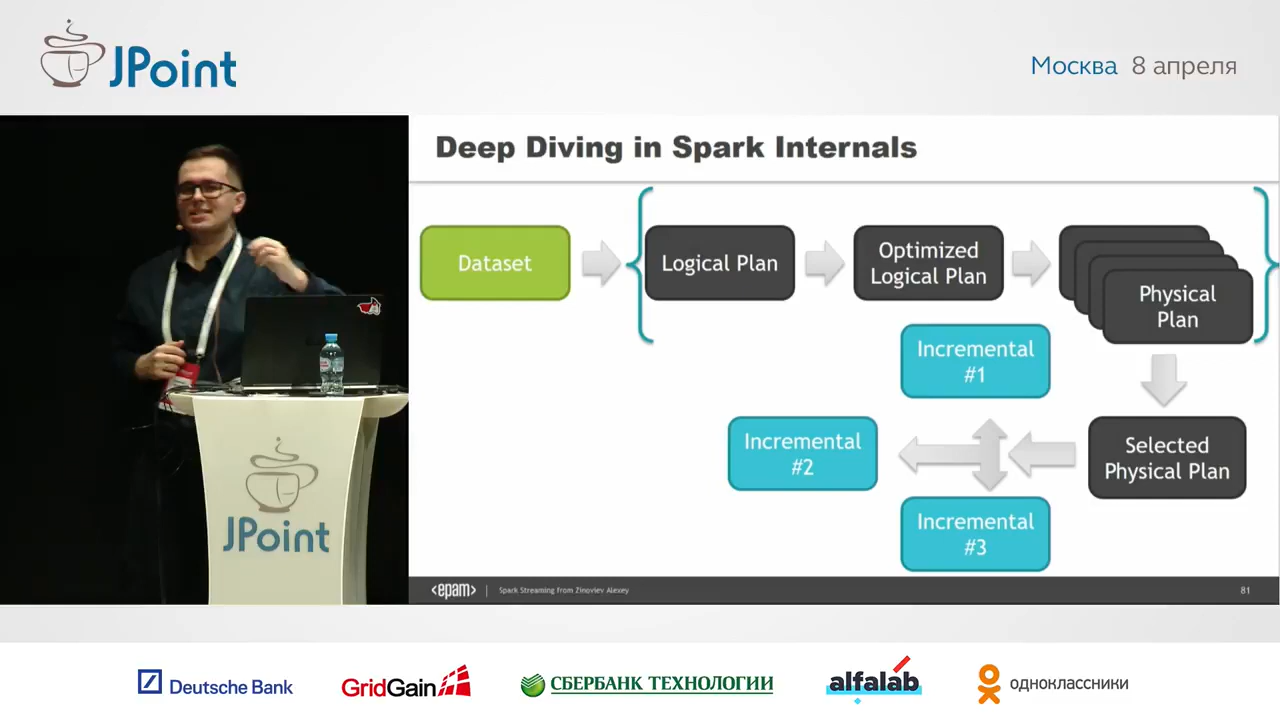 JPoint
Москва 8 апреля
Deep Diving in Spark Internals
Dataset
Logical Plan
Optimized
Logical Plan
Physical
Plan
Incremental
#1
Incremental
#2
Selected
Physical Plan
Incremental
#3
JPoint
<epam>
Spark Streaming from Zinoviev Alexey
81
Deutsche Bank
GridGain
СБЕРБАНК ТЕХНОЛОГИИ
alfalab
одноклассники